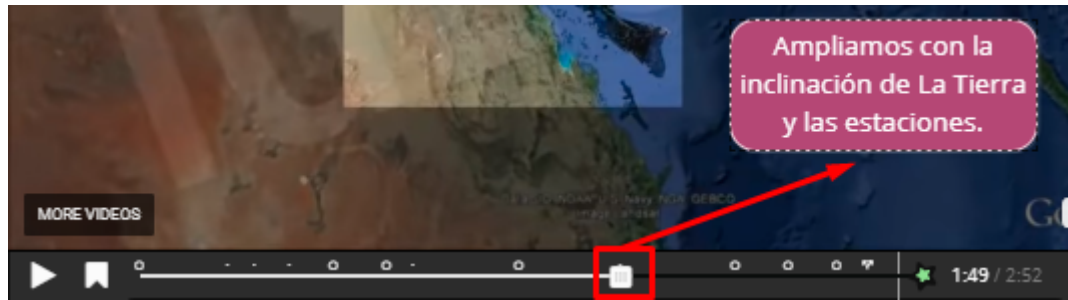 Ampliamos con la
inclinación de La Tierra
y las estaciones.
MORE VIDEOS
1:49 / 2:52